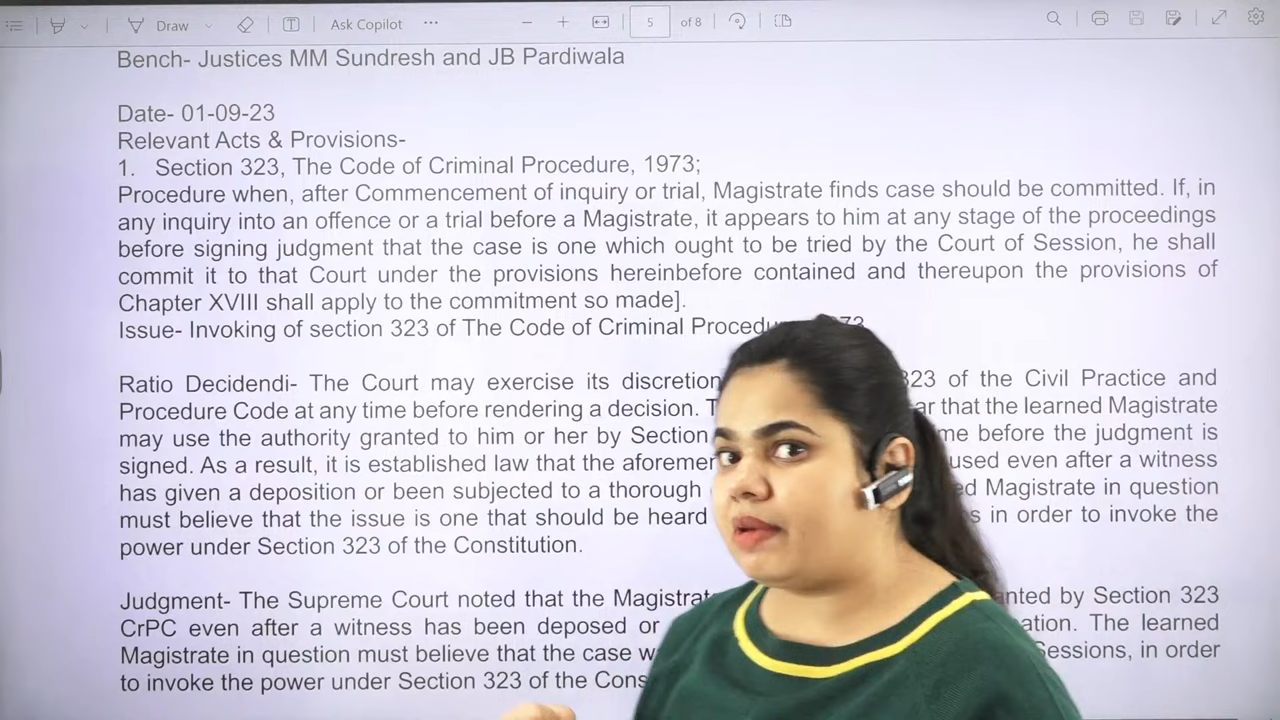 Draw
Ask Copilot
5 of 8
Bench- Justices MM Sundresh and JB Pardiwala
Date- 01-09-23
Relevant Acts & Provisions-
1. Section 323, The Code of Criminal Procedure, 1973;
Procedure when, after Commencement of inquiry or trial, Magistrate finds case should be committed. If, in
any inquiry into an offence or a trial before a Magistrate, it appears to him at any stage of the proceedings
before signing judgment that the case is one which ought to be tried by the Court of Session, he shall
commit it to that Court under the provisions hereinbefore contained and thereupon the provisions of
Chapter XVIII shall apply to the commitment so made].
Issue- Invoking of section 323 of The Code of Criminal
Ratio Decidendi- The Court may exercise its discretion 323 of the Civil Practice and
Procedure Code at any time before rendering a decision. that the learned Magistrate
may use the authority granted to him or her by Section before the judgment is
signed. As a result, it is established law that the used even after a witness
has given a deposition or been subjected to a thorough Magistrate in question
must believe that the issue is one that should be heard in order to invoke the
power under Section 323 of the Constitution.
Judgment- The Supreme Court noted that the by Section 323
CrPC even after a witness has been deposed or The learned
Magistrate in question must believe that the case Sessions, in order
to invoke the power under Section 323 of the